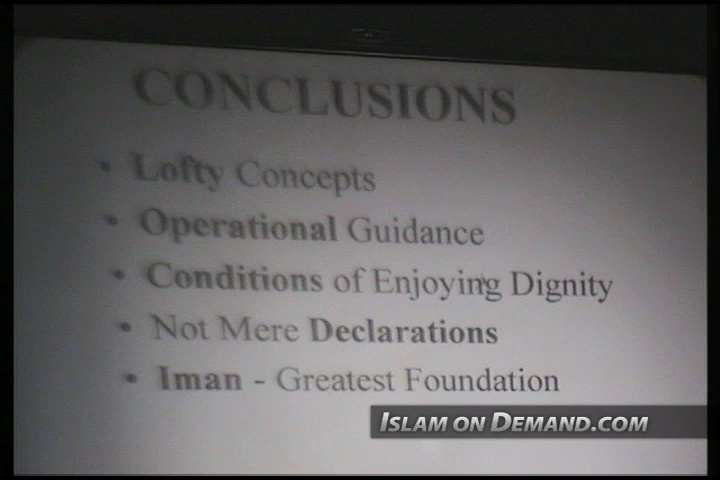 CONCLUSIONS
• Lofty Concepts
• Operational Guidance
• Conditions of Enjoying Dignity
• Not Mere Declarations
• Iman - Greatest Foundation
ISLAM ON DEMAND.COM